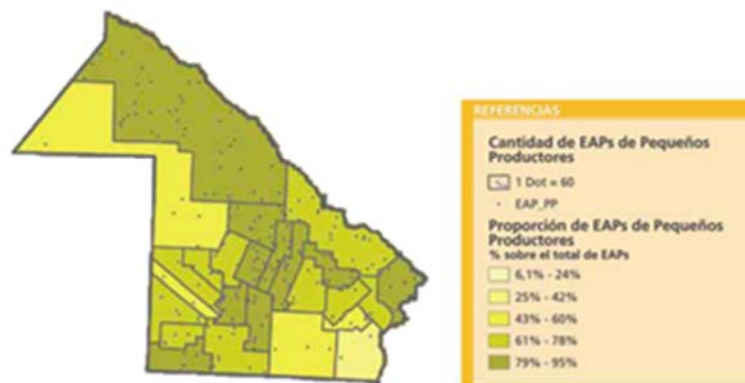 REFERENCIAS
Cantidad de EAPs de Pequeños
Productores
1 Dot = 60
EAP_PP
Proporción de EAPs de Pequeños
Productores
% sobre el total de EAPs
6,1% - 24%
25% - 42%
43% - 60%
61% - 78%
79% - 95%